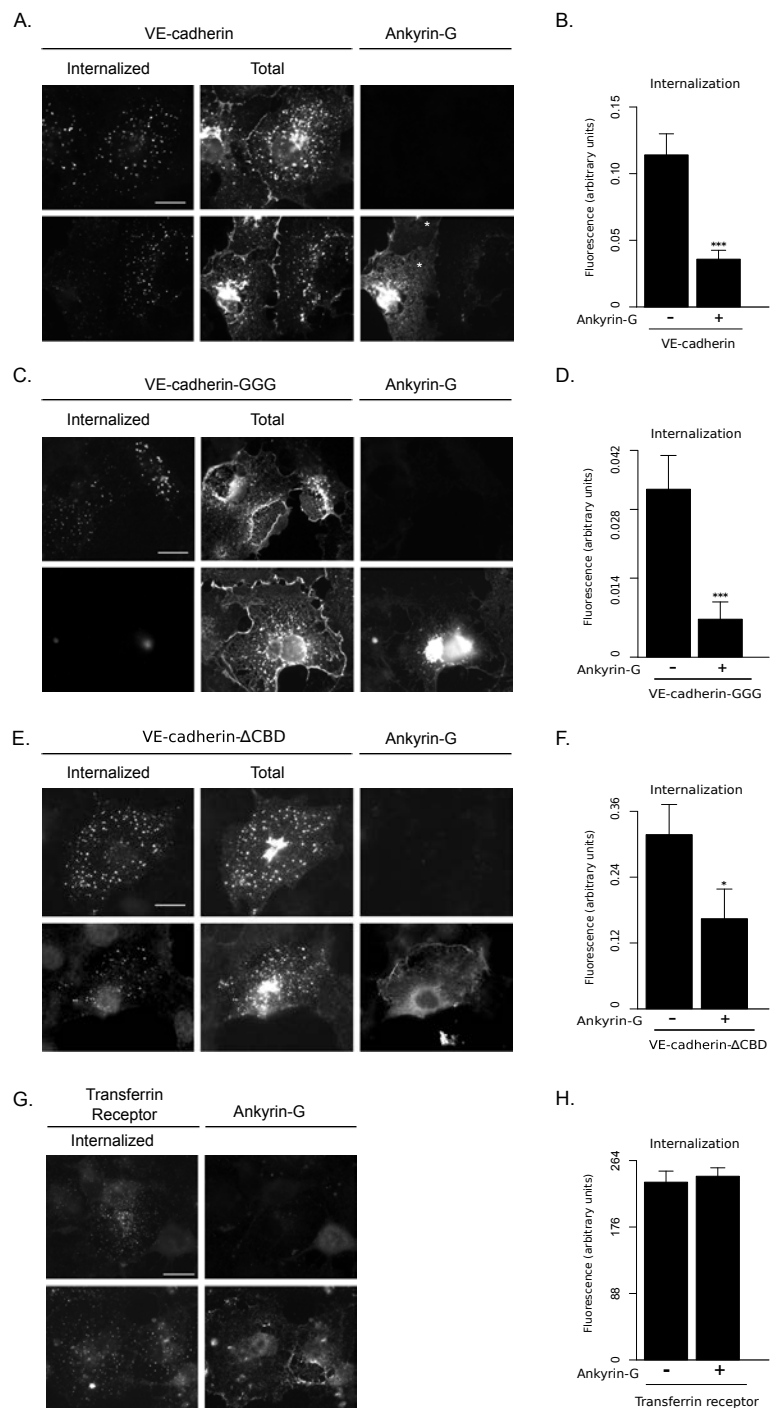 A.
VE-cadherin
Ankyrin-G
Internalized
Total
*
*
B.
Internalization
Fluorescence (arbitrary units)
0.15
0.10
0.05
0
***
Ankyrin-G - +
VE-cadherin
C.
VE-cadherin-GGG
Ankyrin-G
Internalized
Total
D.
Internalization
Fluorescence (arbitrary units)
0.042
0.028
0.014
0
***
Ankyrin-G - +
VE-cadherin-GGG
E.
VE-cadherin-ΔCBD
Ankyrin-G
Internalized
Total
F.
Internalization
Fluorescence (arbitrary units)
0.36
0.24
0.12
0
*
Ankyrin-G - +
VE-cadherin-ΔCBD
G.
Transferrin
Receptor
Ankyrin-G
Internalized
H.
Internalization
Fluorescence (arbitrary units)
264
176
88
0
Ankyrin-G - +
Transferrin receptor